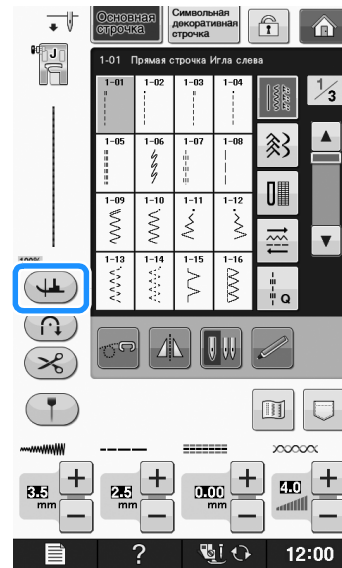 Основная строчка
Символьная декоративная строчка
J
1-01 Прямая строчка Игла слева
1-01 1-02 1-03 1-04
1/3
1-05 1-06 1-07 1-08
1-09 1-10 1-11 1-12
1-13 1-14 1-15 1-16
100%
Q
3.5 mm
2.5 mm
0.00 mm
4.0
?
12:00